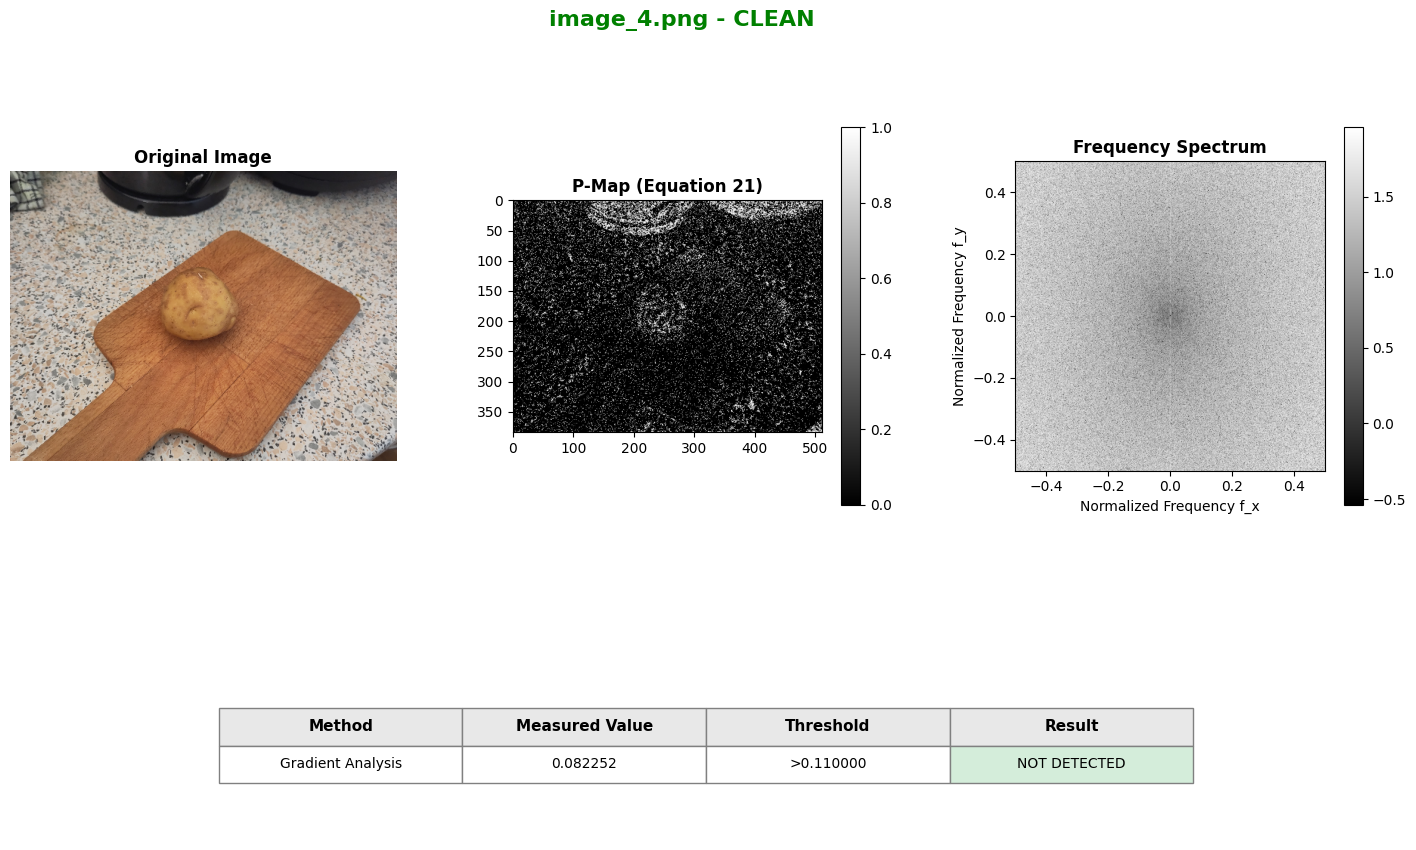 image_4.png - CLEAN
Original Image
P-Map (Equation 21)
0
50
100
150
200
250
300
350
0 100 200 300 400 500
1.0
0.8
0.6
0.4
0.2
0.0
Frequency Spectrum
Normalized Frequency f_y
0.4
0.2
0.0
−0.2
−0.4
−0.4 −0.2 0.0 0.2 0.4
Normalized Frequency f_x
1.5
1.0
0.5
0.0
−0.5
Method Measured Value Threshold Result
Gradient Analysis 0.082252 >0.110000 NOT DETECTED